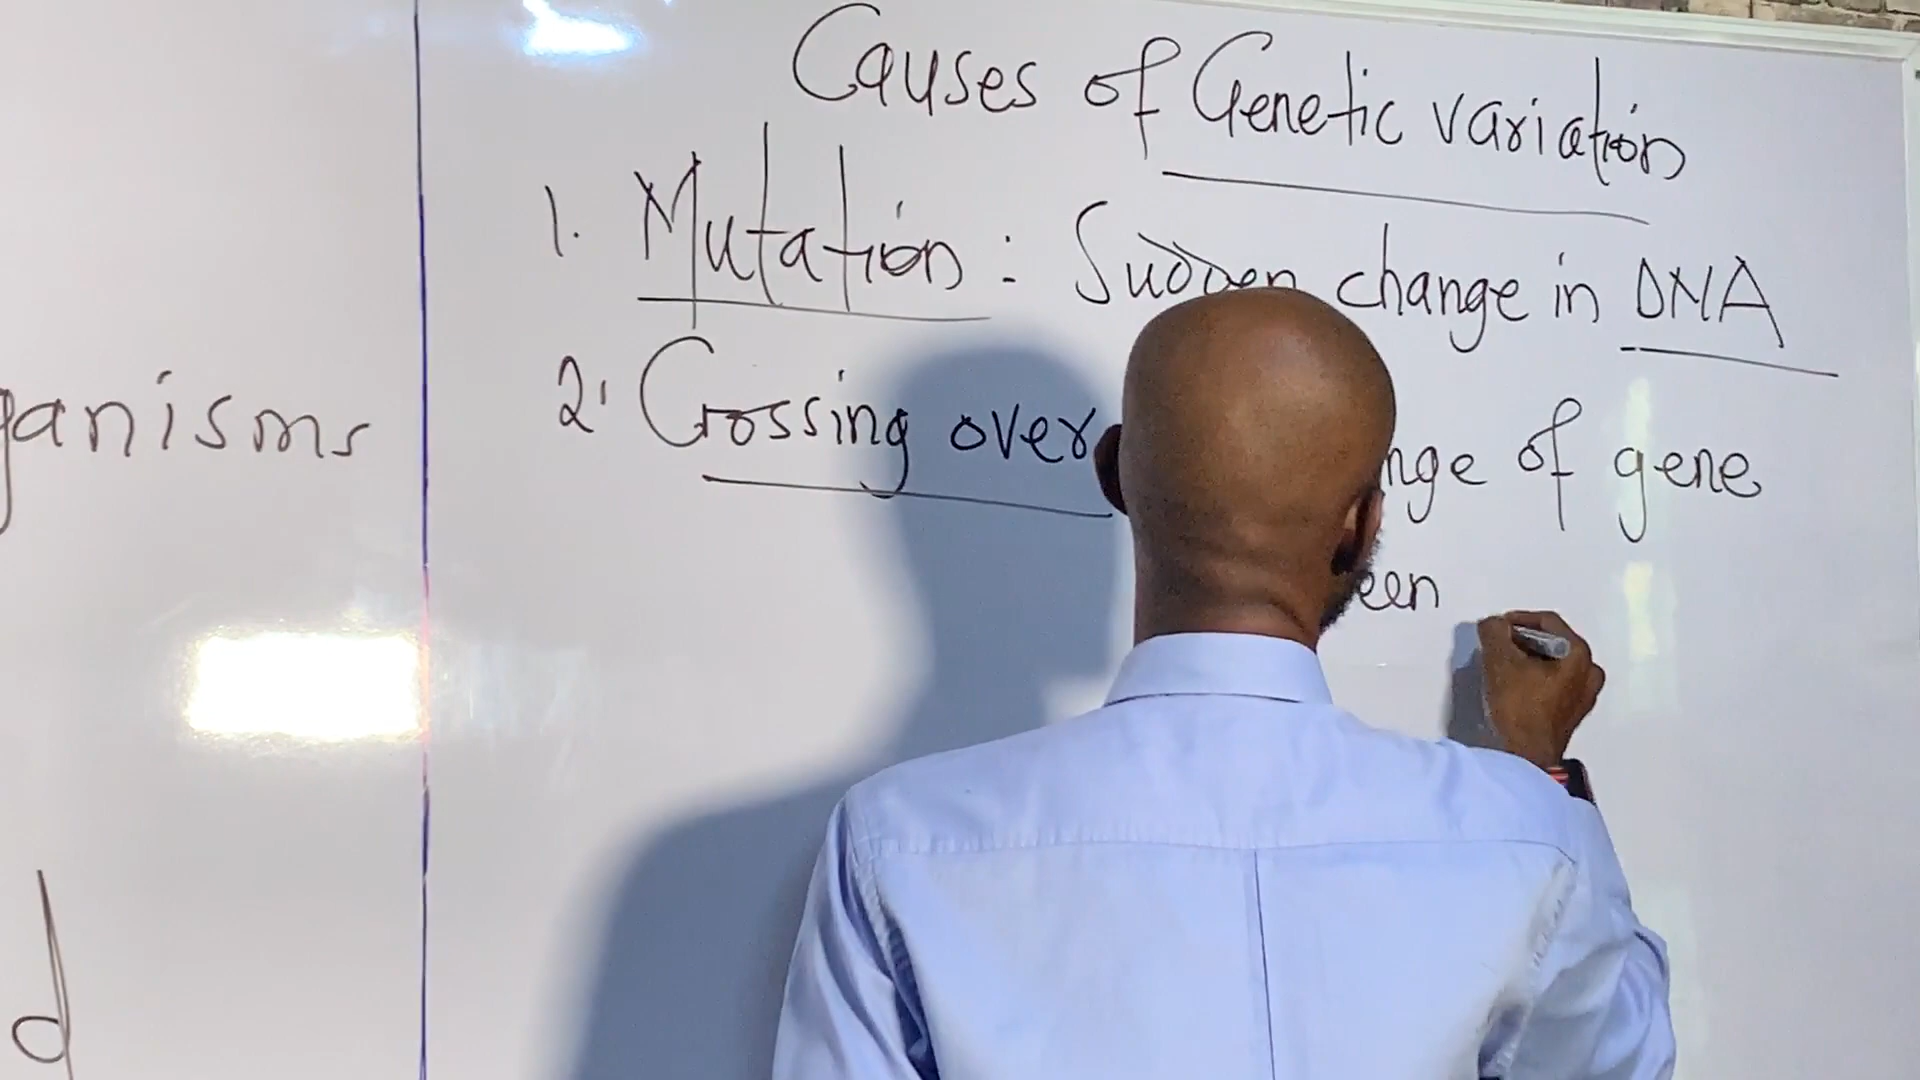 Causes of Genetic variation
1. Mutation : Sudden change in DNA
2. Crossing over nge of gene
een
ganisms
d